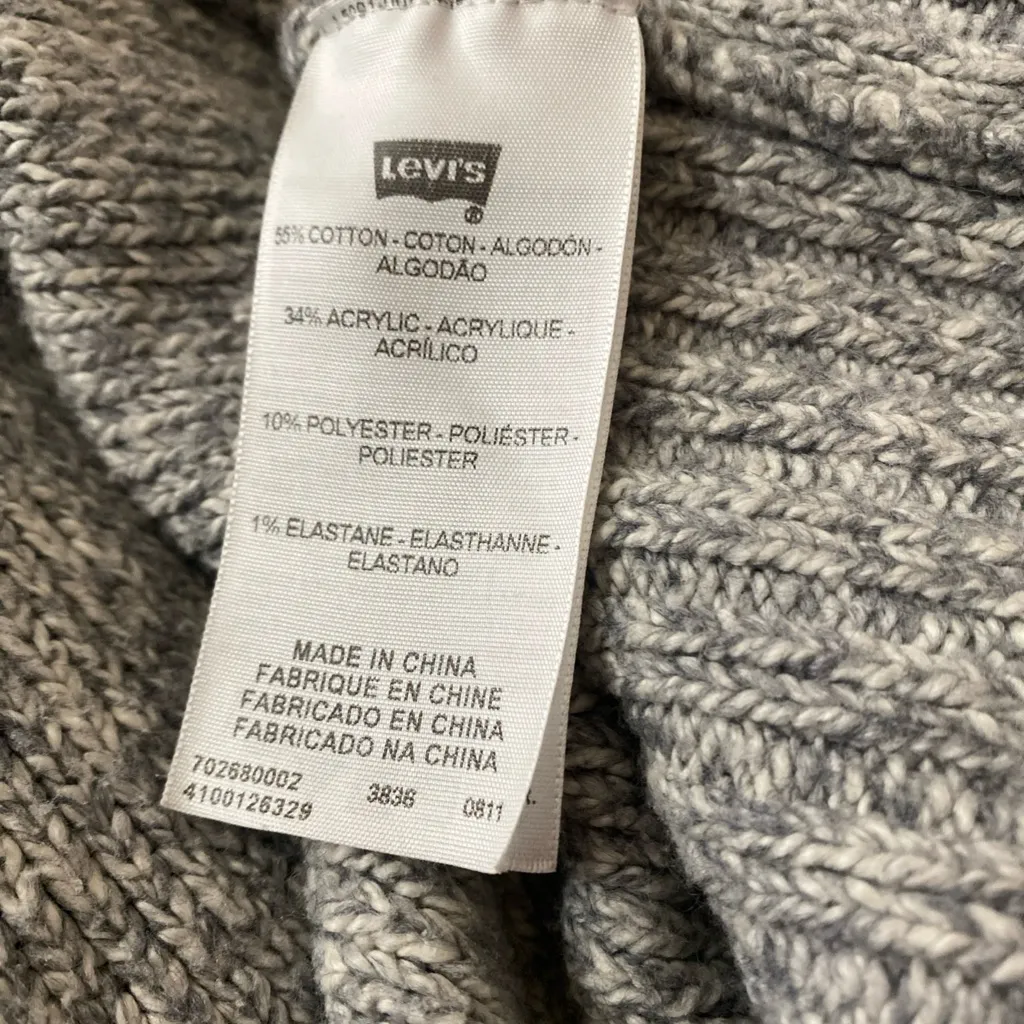 Levi's
®
55% COTTON - COTON - ALGODÓN -
ALGODÃO
34% ACRYLIC - ACRYLIQUE -
ACRÍLICO
10% POLYESTER - POLIÉSTER -
POLIESTER
1% ELASTANE - ELASTHANNE -
ELASTANO
MADE IN CHINA
FABRIQUE EN CHINE
FABRICADO EN CHINA
FABRICADO NA CHINA
702680002
4100126329 3836 0811